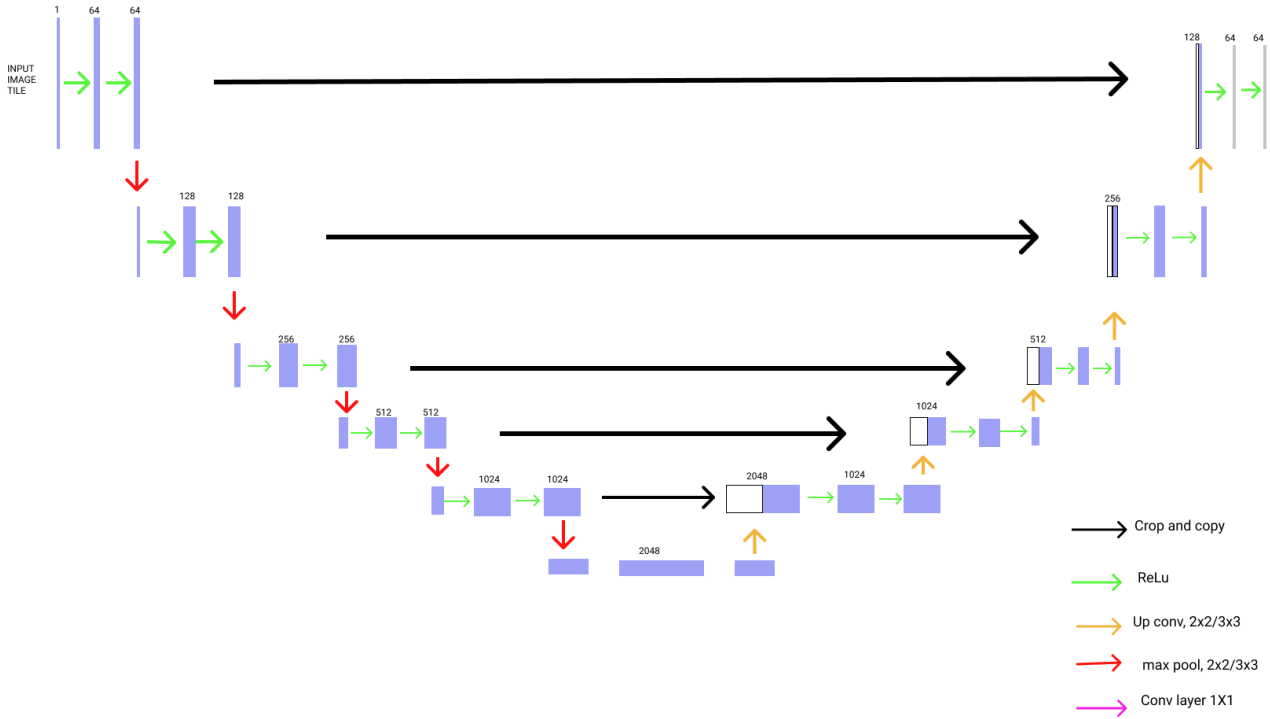 1 64 64
INPUT
IMAGE
TILE
128 64 64
128 128
256
256 256
512
512 512
1024
1024 1024
2048 1024
2048
Crop and copy
ReLu
Up conv, 2x2/3x3
max pool, 2x2/3x3
Conv layer 1X1